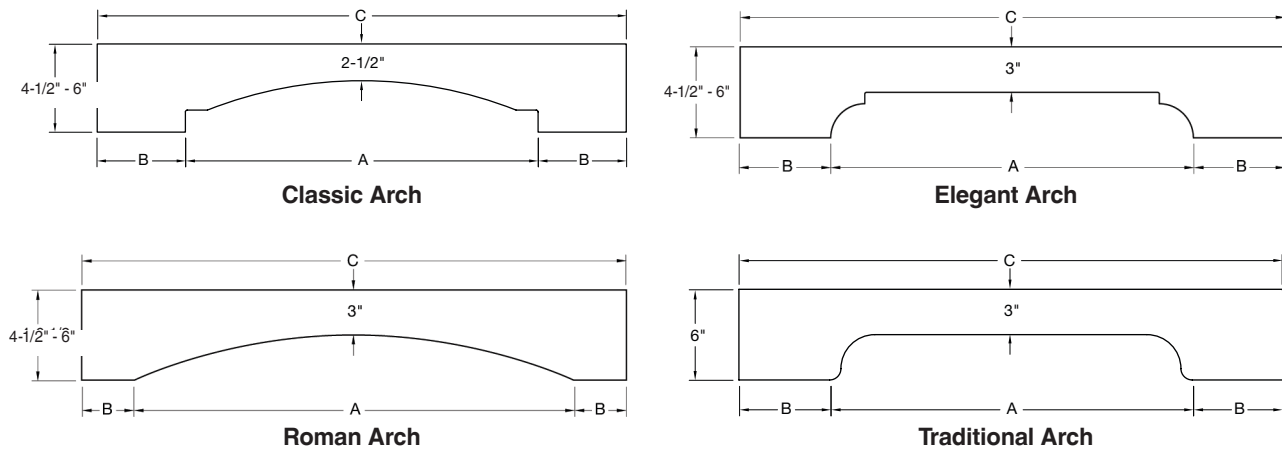 C
2-1/2"
4-1/2" - 6"
B A B
Classic Arch
C
3"
4-1/2" - 6"
B A B
Elegant Arch
C
3"
4-1/2" - 6"
B A B
Roman Arch
C
3"
6"
B A B
Traditional Arch